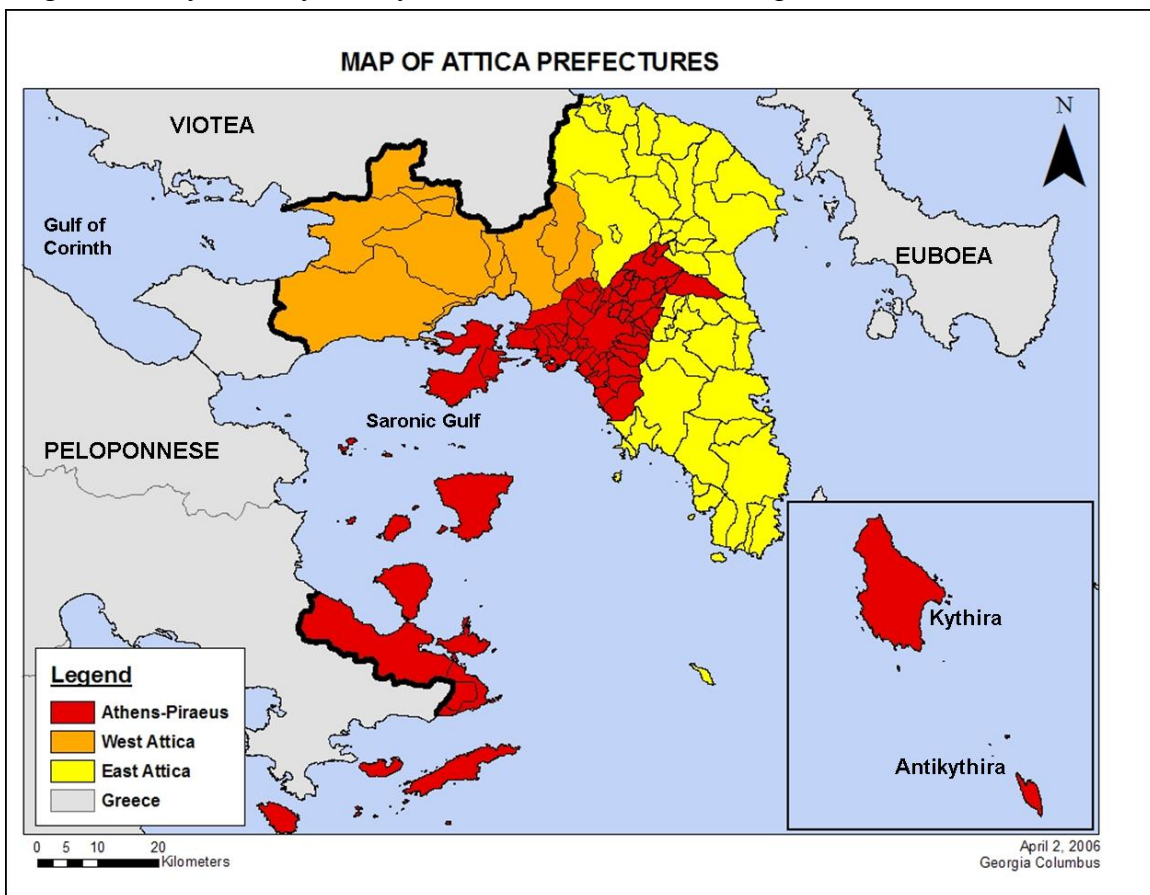 MAP OF ATTICA PREFECTURES
VIOTEA
N
Gulf of
Corinth
EUBOEA
Saronic Gulf
PELOPONNESE
Kythira
Antikythira
Legend
Athens-Piraeus
West Attica
East Attica
Greece
0 5 10 20
Kilometers
April 2, 2006
Georgia Columbus